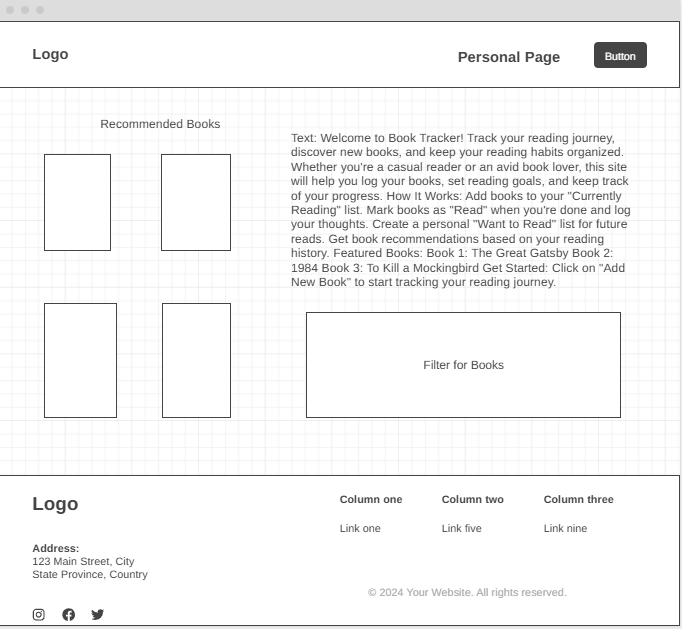 Logo
Personal Page
Button
Recommended Books
Text: Welcome to Book Tracker! Track your reading journey,
discover new books, and keep your reading habits organized.
Whether you're a casual reader or an avid book lover, this site
will help you log your books, set reading goals, and keep track
of your progress. How It Works: Add books to your "Currently
Reading" list. Mark books as "Read" when you're done and log
your thoughts. Create a personal "Want to Read" list for future
reads. Get book recommendations based on your reading
history. Featured Books: Book 1: The Great Gatsby Book 2:
1984 Book 3: To Kill a Mockingbird Get Started: Click on "Add
New Book" to start tracking your reading journey.
Filter for Books
Logo
Address:
123 Main Street, City
State Province, Country
Column one
Link one
Column two
Link five
Column three
Link nine
© 2024 Your Website. All rights reserved.